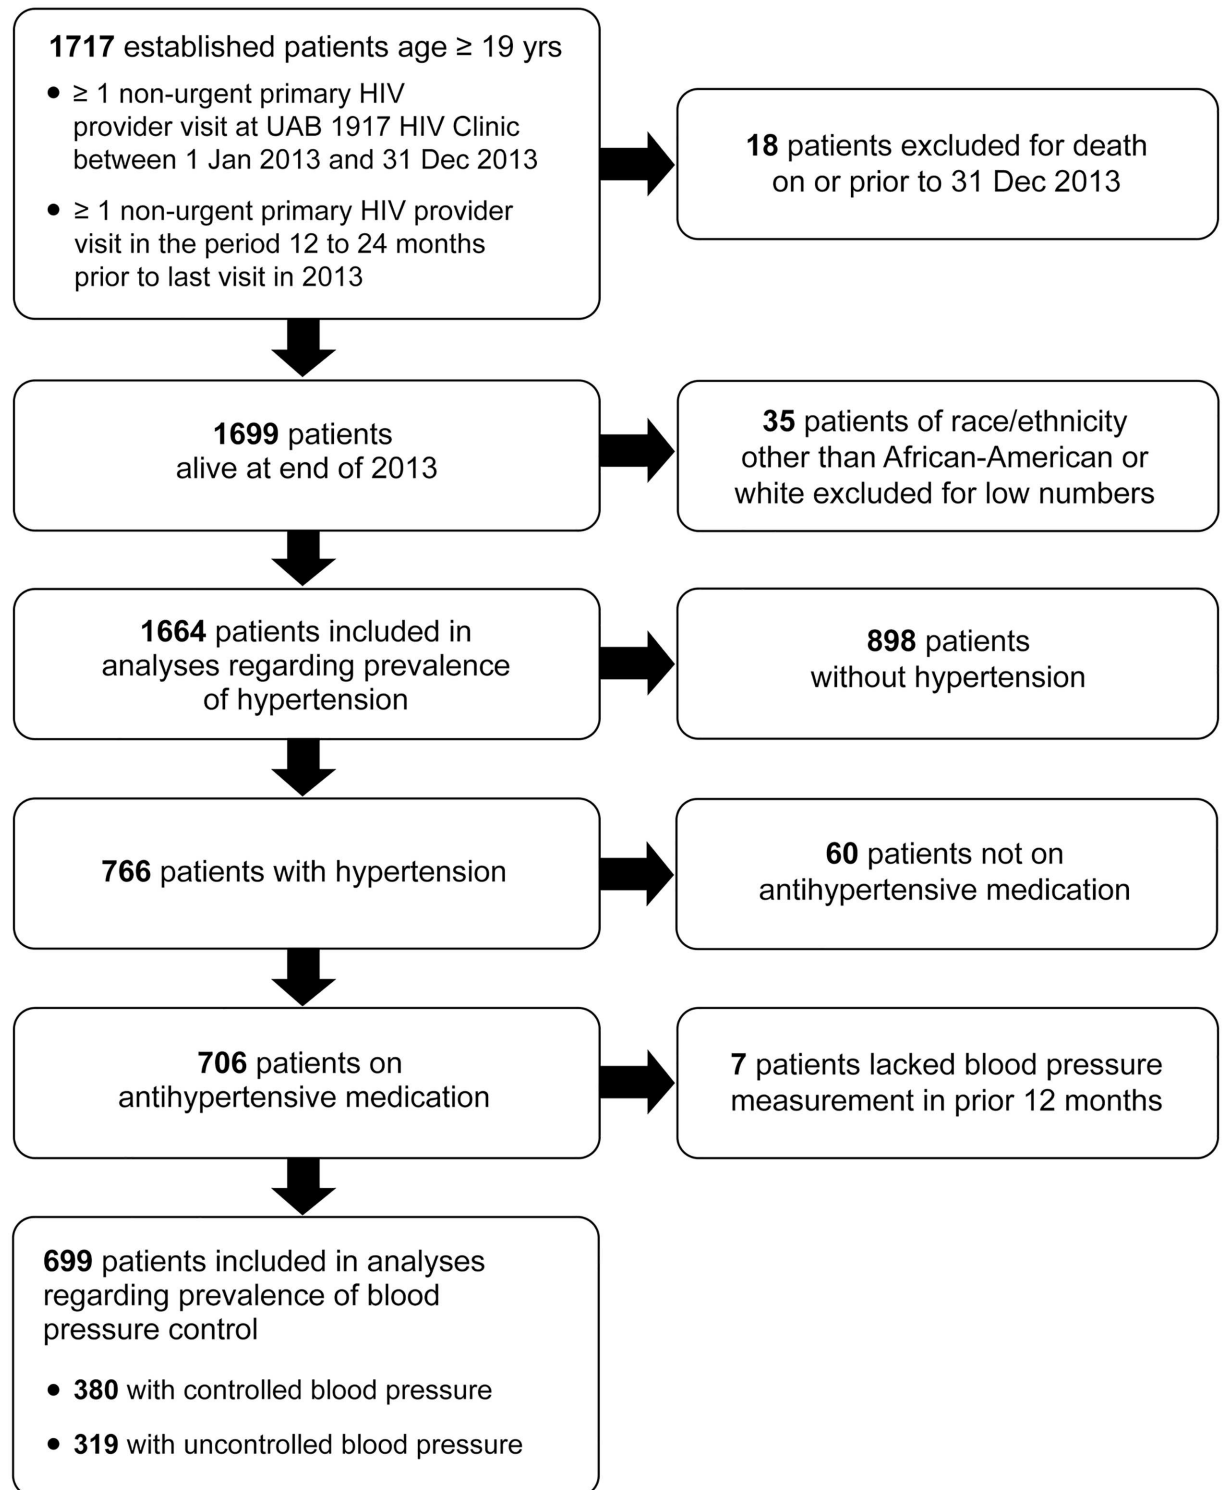 1717 established patients age ≥ 19 yrs
• ≥ 1 non-urgent primary HIV
provider visit at UAB 1917 HIV Clinic
between 1 Jan 2013 and 31 Dec 2013
• ≥ 1 non-urgent primary HIV provider
visit in the period 12 to 24 months
prior to last visit in 2013
18 patients excluded for death
on or prior to 31 Dec 2013
1699 patients
alive at end of 2013
35 patients of race/ethnicity
other than African-American or
white excluded for low numbers
1664 patients included in
analyses regarding prevalence
of hypertension
898 patients
without hypertension
766 patients with hypertension
60 patients not on
antihypertensive medication
706 patients on
antihypertensive medication
7 patients lacked blood pressure
measurement in prior 12 months
699 patients included in analyses
regarding prevalence of blood
pressure control
• 380 with controlled blood pressure
• 319 with uncontrolled blood pressure